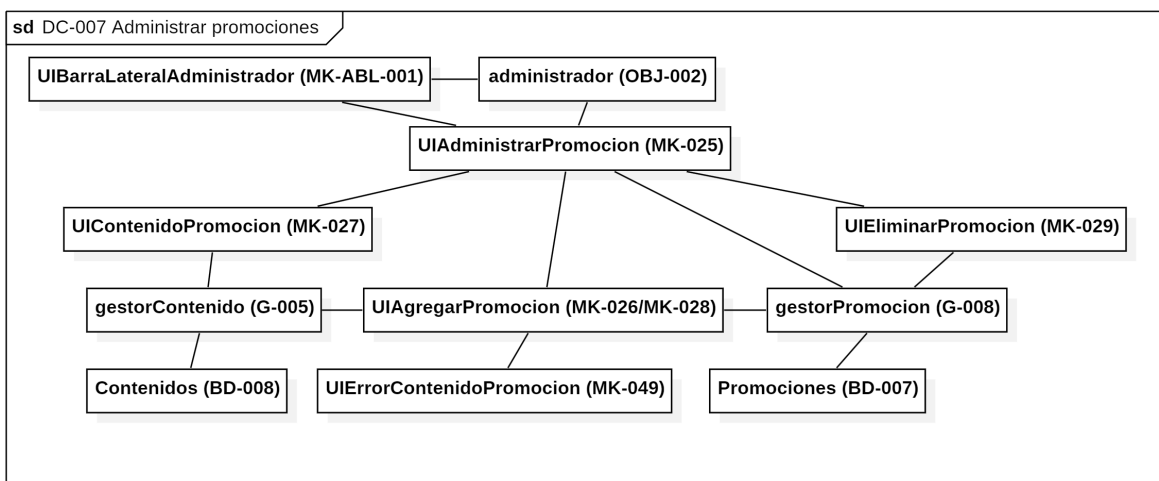 sd DC-007 Administrar promociones
UIBarraLateralAdministrador (MK-ABL-001)
administrador (OBJ-002)
UIAdministrarPromocion (MK-025)
UIContenidoPromocion (MK-027)
UIEliminarPromocion (MK-029)
gestorContenido (G-005)
UIAgregarPromocion (MK-026/MK-028)
gestorPromocion (G-008)
Contenidos (BD-008)
UIErrorContenidoPromocion (MK-049)
Promociones (BD-007)